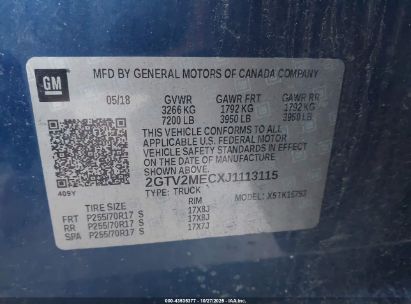 GM
MFD BY GENERAL MOTORS OF CANADA COMPANY
05/18 GVWR GAWR FRT GAWR RR
3266 KG 1792 KG 1792 KG
7200 LB 3950 LB 3950 LB
THIS VEHICLE CONFORMS TO ALL
APPLICABLE U.S. FEDERAL MOTOR
VEHICLE SAFETY STANDARDS IN EFFECT ON THE
DATE OF MANUFACTURE SHOWN ABOVE.
2GTV2MECXJ1113115
409Y TYPE: TRUCK MODEL:
TIRE SIZE RIM
FRT P255/70R17 S 17X8J
RR P255/70R17 S 17X8J
SPA P255/70R17 S 17X7J